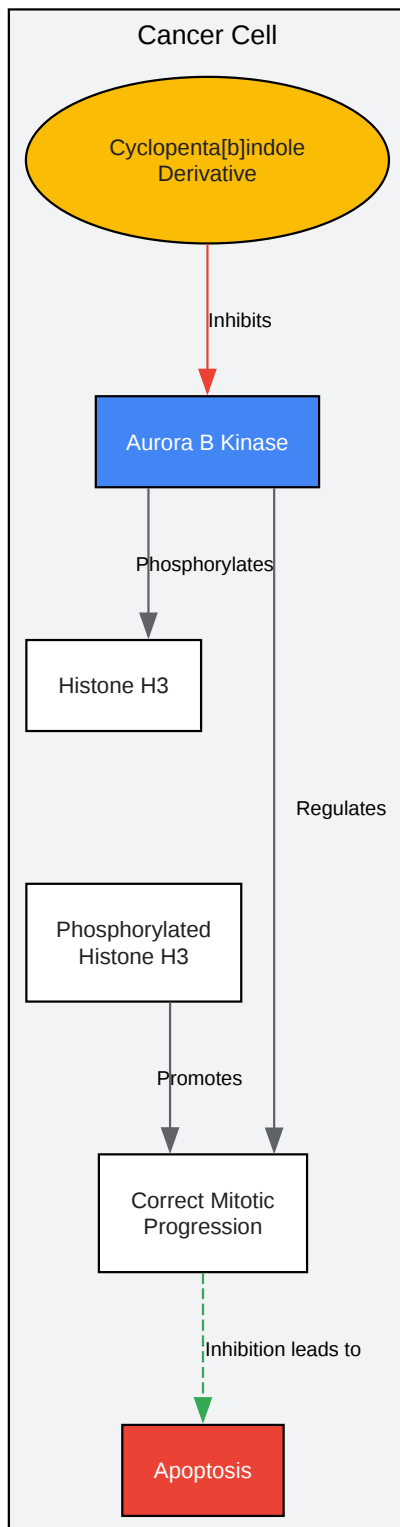 Cancer Cell
Cyclopenta[b]indole
Derivative
Inhibits
Aurora B Kinase
Phosphorylates
Histone H3
Regulates
Phosphorylated
Histone H3
Promotes
Correct Mitotic
Progression
Inhibition leads to
Apoptosis